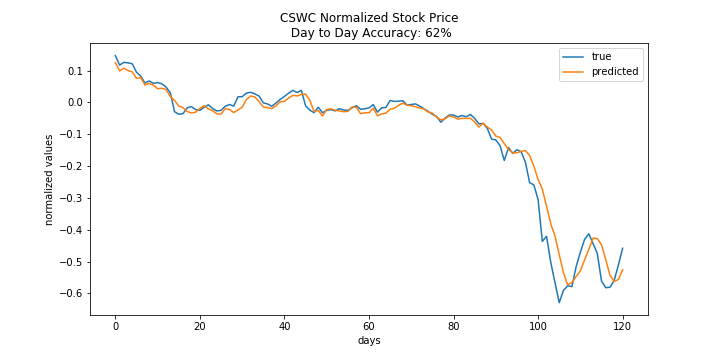 CSWC Normalized Stock Price
Day to Day Accuracy: 62%
true
predicted
normalized values
0.1
0.0
−0.1
−0.2
−0.3
−0.4
−0.5
−0.6
0
20
40
60
80
100
120
days